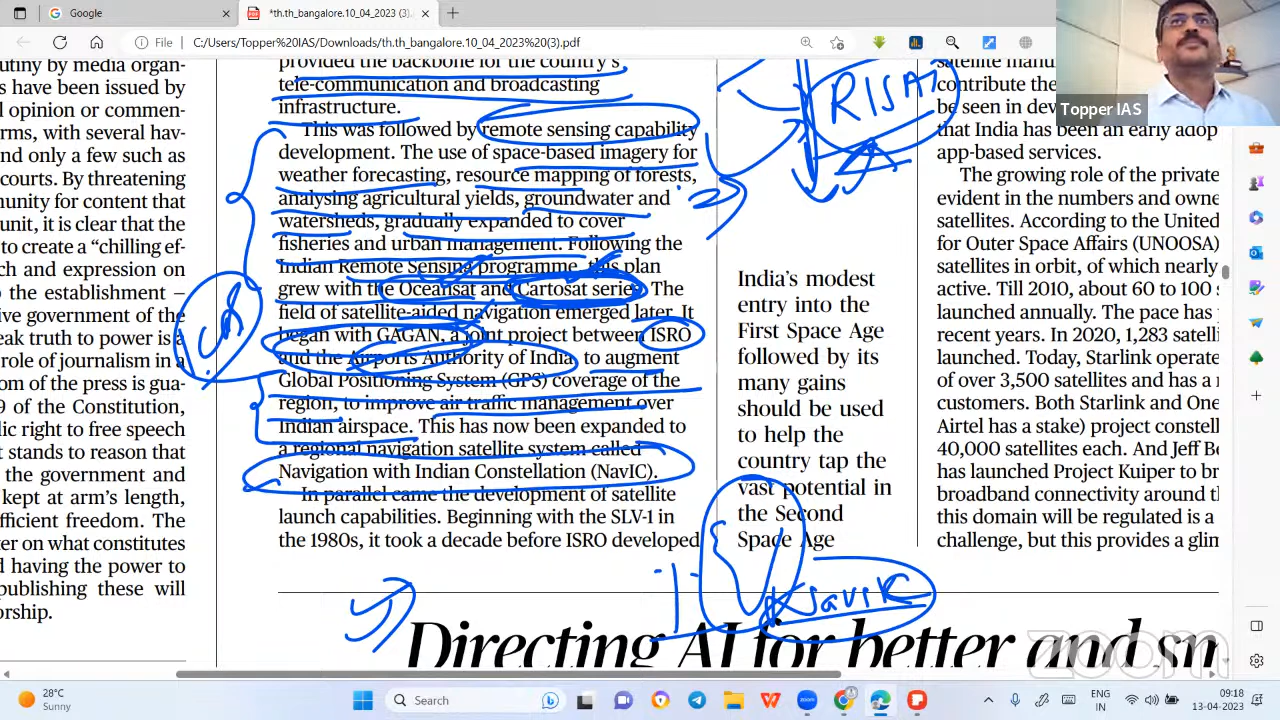 Google
*th.th_bangalore.10_04_2023 (3).p
File
C:/Users/Topper%20IAS/Downloads/th.th_bangalore.10_04_2023%20(3).pdf
Topper IAS
utiny by media organ-
s have been issued by
l opinion or commen-
rms, with several hav-
and only a few such as
courts. By threatening
munity for content that
unit, it is clear that the
to create a “chilling ef-
ch and expression on
o the establishment –
ive government of the
eak truth to power is a
role of journalism in a
om of the press is gua-
9 of the Constitution,
lic right to free speech
t stands to reason that
the government and
kept at arm’s length,
fficient freedom. The
er on what constitutes
d having the power to
publishing these will
orship.
provided the backbone for the country’s
tele-communication and broadcasting
infrastructure.
This was followed by remote sensing capability
development. The use of space-based imagery for
weather forecasting, resource mapping of forests,
analysing agricultural yields, groundwater and
watersheds, gradually expanded to cover
fisheries and urban management. Following the
Indian Remote Sensing programme, this plan
grew with the Oceansat and Cartosat series. The
field of satellite-aided navigation emerged later. It
began with GAGAN, a joint project between ISRO
and the Airports Authority of India, to augment
Global Positioning System (GPS) coverage of the
region, to improve air traffic management over
Indian airspace. This has now been expanded to
a regional navigation satellite system called
Navigation with Indian Constellation (NavIC).
In parallel came the development of satellite
launch capabilities. Beginning with the SLV-1 in
the 1980s, it took a decade before ISRO developed
RISAT
India’s modest
entry into the
First Space Age
followed by its
many gains
should be used
to help the
country tap the
vast potential in
the Second
Space Age
NavIC
satellite manu
contribute the
be seen in dev
that India has been an early adop
app-based services.
The growing role of the private
evident in the numbers and owne
satellites. According to the United
for Outer Space Affairs (UNOOSA)
satellites in orbit, of which nearly
active. Till 2010, about 60 to 100 s
launched annually. The pace has
recent years. In 2020, 1,283 satell
launched. Today, Starlink operate
of over 3,500 satellites and has a
customers. Both Starlink and One
Airtel has a stake) project constell
40,000 satellites each. And Jeff Be
has launched Project Kuiper to br
broadband connectivity around th
this domain will be regulated is a
challenge, but this provides a glim
Directing AI for better and sm
zoom
28°C
Sunny
Search
ENG
IN
09:18
13-04-2023